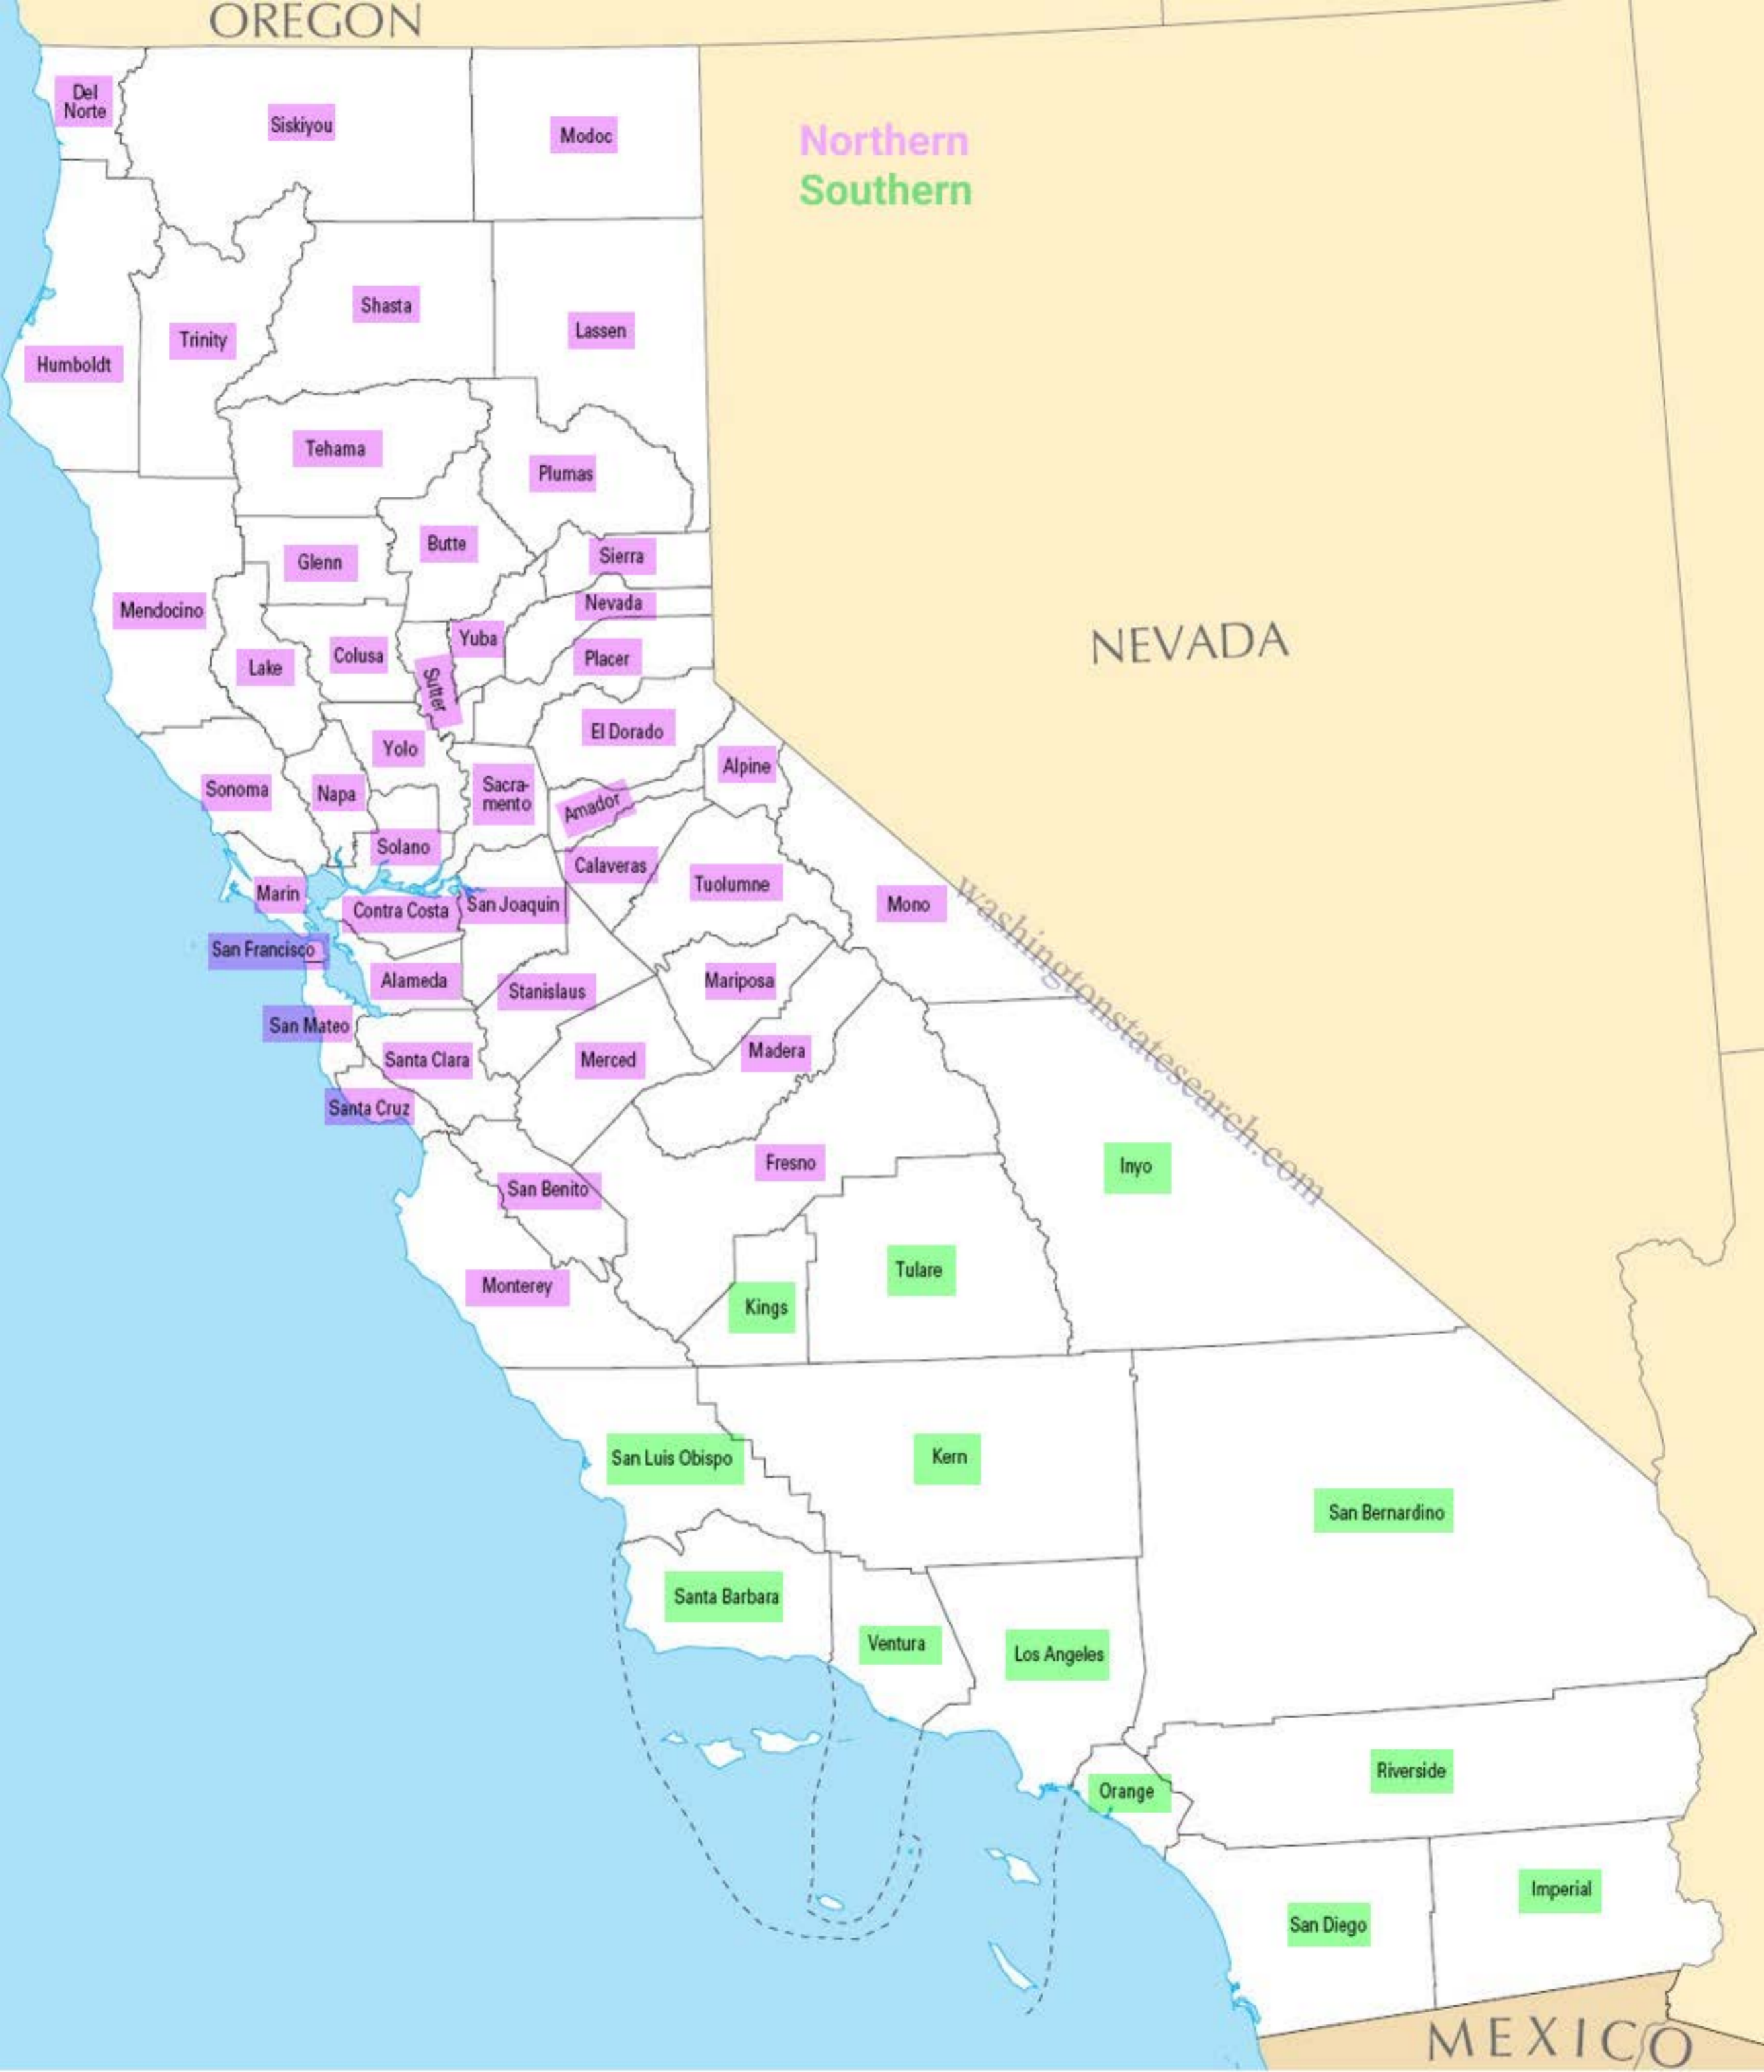 OREGON
Del
Norte
Siskiyou
Modoc
Northern
Southern
Shasta
Lassen
Trinity
Humboldt
Tehama
Plumas
Butte
Sierra
Glenn
Nevada
Mendocino
Yuba
NEVADA
Colusa
Placer
Lake
Sutter
El Dorado
Yolo
Alpine
Sonoma
Napa
Sacra-
mento
Amador
Solano
Calaveras
Tuolumne
Marin
Contra Costa
San Joaquin
Mono
washingtonstatesearch.com
San Francisco
Alameda
Stanislaus
Mariposa
San Mateo
Santa Clara
Merced
Madera
Santa Cruz
Fresno
Inyo
San Benito
Tulare
Monterey
Kings
San Luis Obispo
Kern
San Bernardino
Santa Barbara
Ventura
Los Angeles
Riverside
Orange
Imperial
San Diego
MEXICO